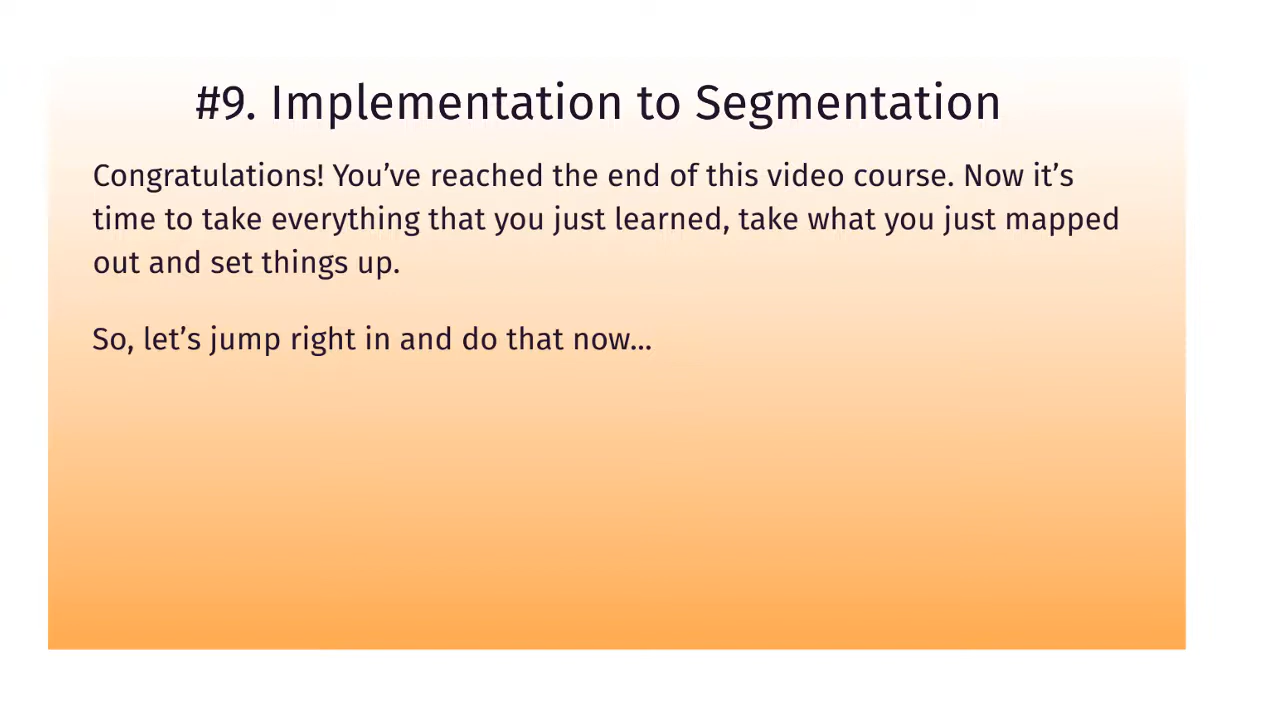 #9. Implementation to Segmentation
Congratulations! You’ve reached the end of this video course. Now it’s
time to take everything that you just learned, take what you just mapped
out and set things up.
So, let’s jump right in and do that now...